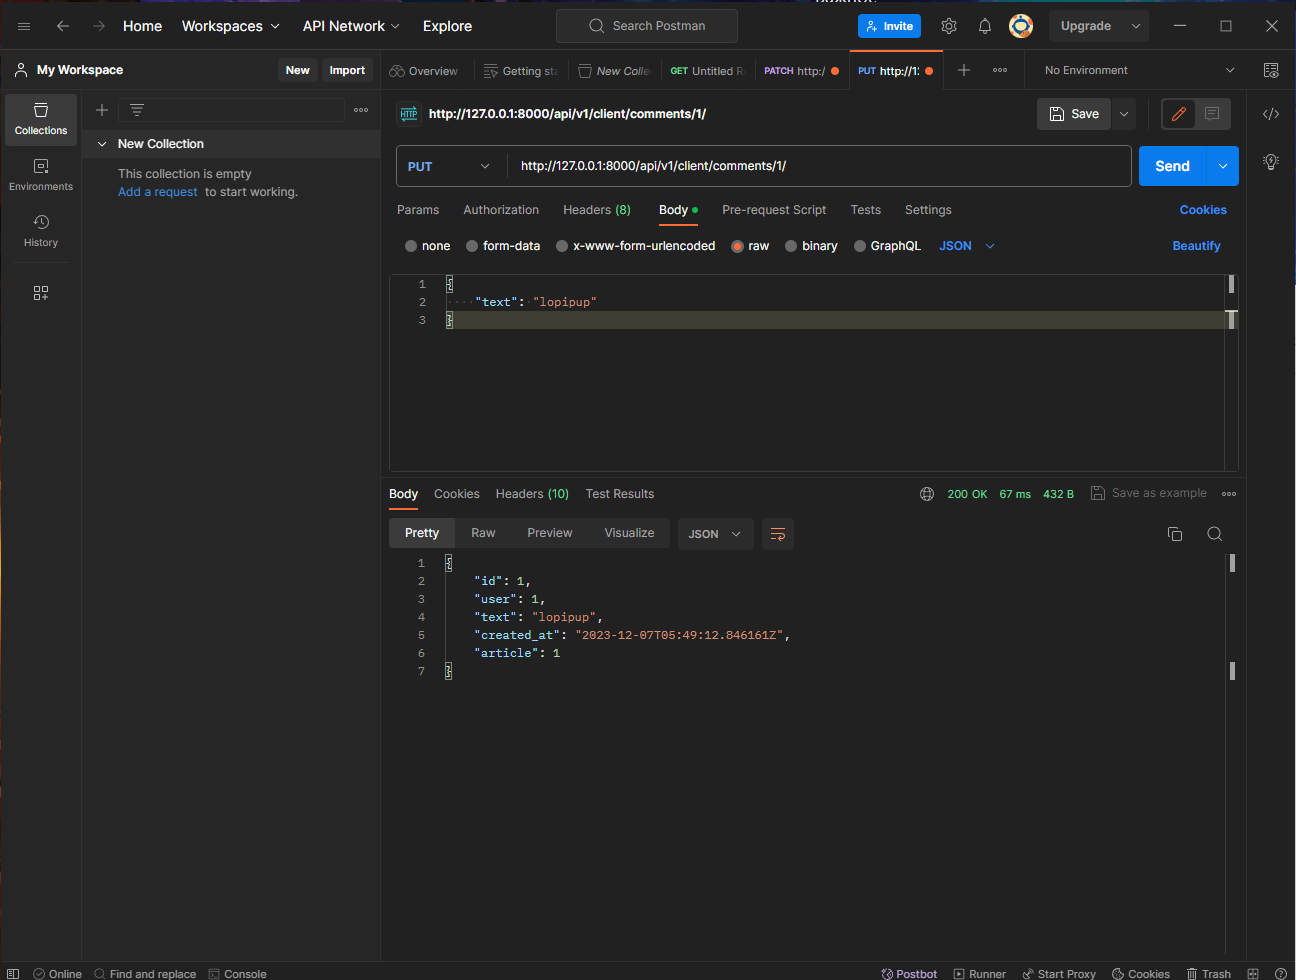 Home Workspaces API Network Explore Search Postman Invite Upgrade
My Workspace New Import Overview Getting sta New Colle GET Untitled R PATCH http:/ PUT http://12 No Environment
Collections
Environments
History
New Collection
This collection is empty
Add a request to start working.
HTTP http://127.0.0.1:8000/api/v1/client/comments/1/ Save
PUT http://127.0.0.1:8000/api/v1/client/comments/1/ Send
Params Authorization Headers (8) Body Pre-request Script Tests Settings Cookies
none form-data x-www-form-urlencoded raw binary GraphQL JSON Beautify
1 {
2 "text": "lopipup"
3 }
Body Cookies Headers (10) Test Results 200 OK 67 ms 432 B Save as example
Pretty Raw Preview Visualize JSON
1 {
2 "id": 1,
3 "user": 1,
4 "text": "lopipup",
5 "created_at": "2023-12-07T05:49:12.846161Z",
6 "article": 1
7 }
Online Find and replace Console Postbot Runner Start Proxy Cookies Trash